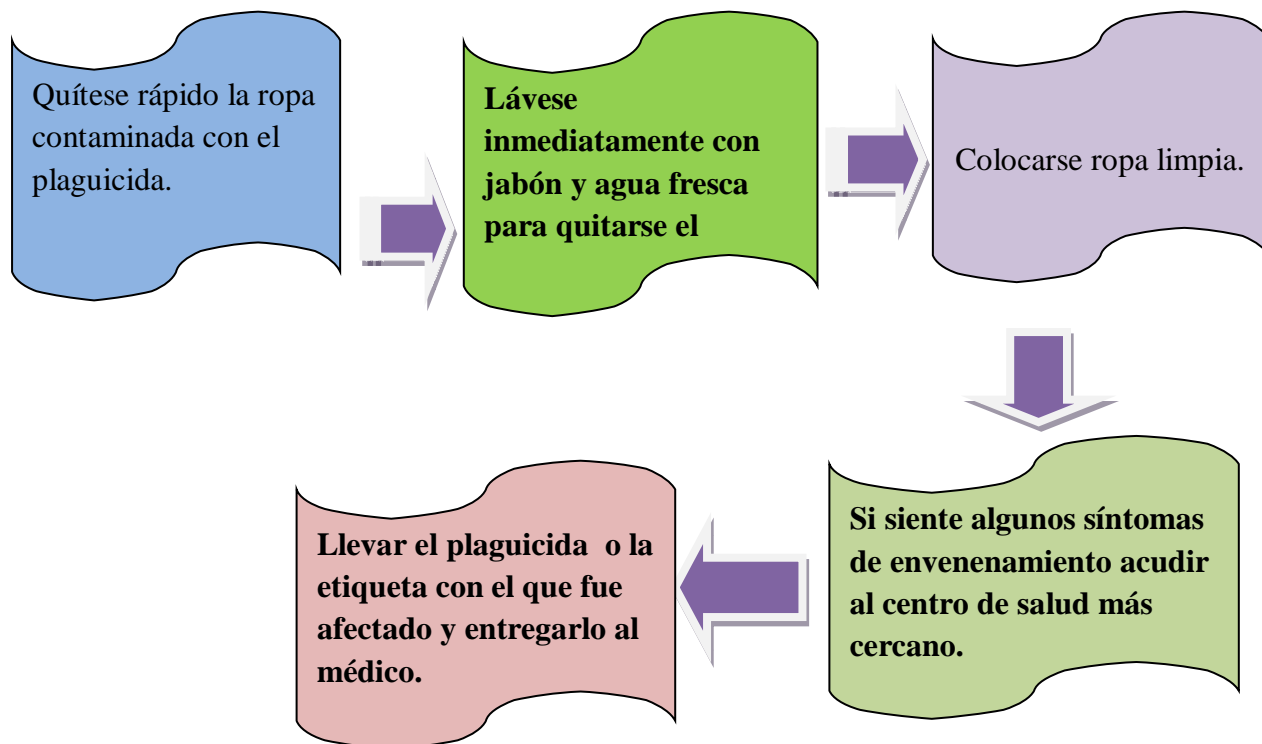 Quítese rápido la ropa
contaminada con el
plaguicida.
Lávese
inmediatamente con
jabón y agua fresca
para quitarse el
Colocarse ropa limpia.
Si siente algunos síntomas
de envenenamiento acudir
al centro de salud más
cercano.
Llevar el plaguicida o la
etiqueta con el que fue
afectado y entregarlo al
médico.